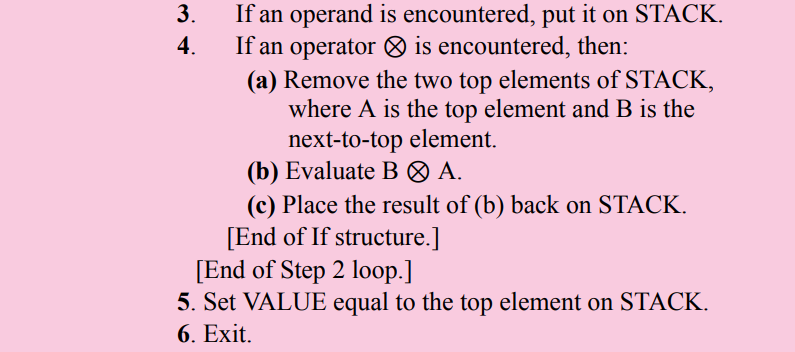 3. If an operand is encountered, put it on STACK.
4. If an operator ⊗ is encountered, then:
(a) Remove the two top elements of STACK,
where A is the top element and B is the
next-to-top element.
(b) Evaluate B ⊗ A.
(c) Place the result of (b) back on STACK.
[End of If structure.]
[End of Step 2 loop.]
5. Set VALUE equal to the top element on STACK.
6. Exit.